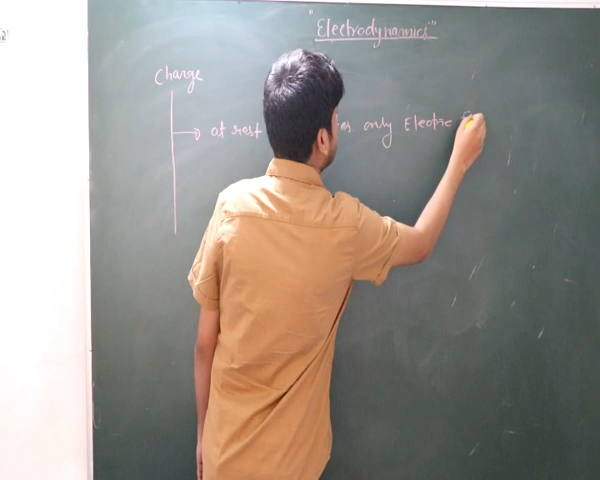 "Electrodynamics"
Charge
→ at rest only Electric